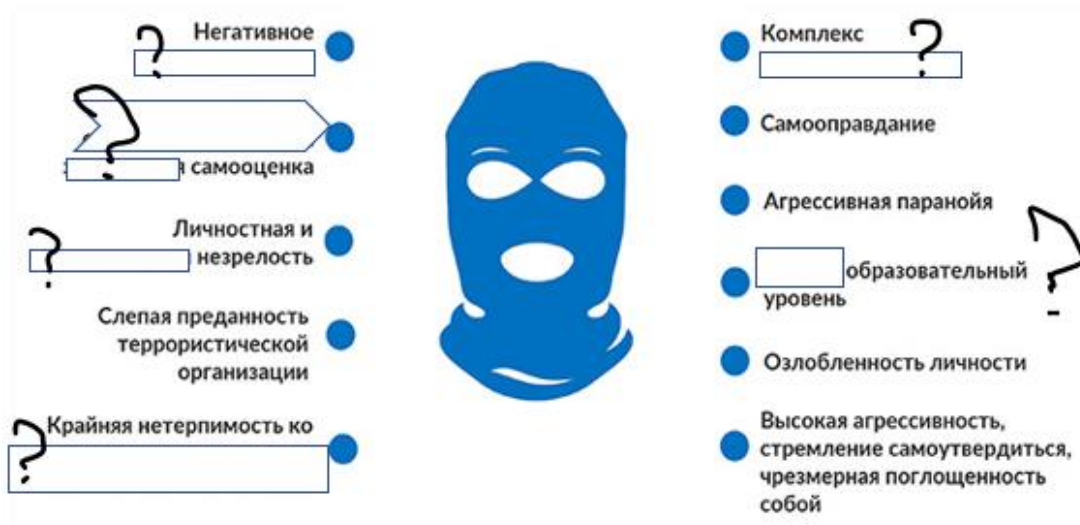 Негативное
самооценка
Личностная и
незрелость
Слепая преданность
террористической
организации
Крайняя нетерпимость ко
Комплекс
Самооправдание
Агрессивная паранойя
образовательный
уровень
Озлобленность личности
Высокая агрессивность,
стремление самоутвердиться,
чрезмерная поглощенность
собой
?
?
?
?
?
?